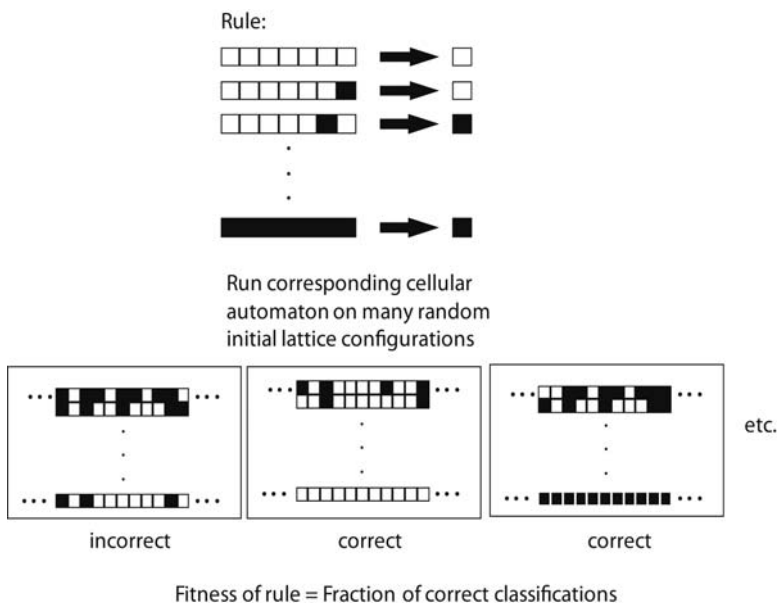 Rule:
Run corresponding cellular
automaton on many random
initial lattice configurations
etc.
incorrect
correct
correct
Fitness of rule = Fraction of correct classifications